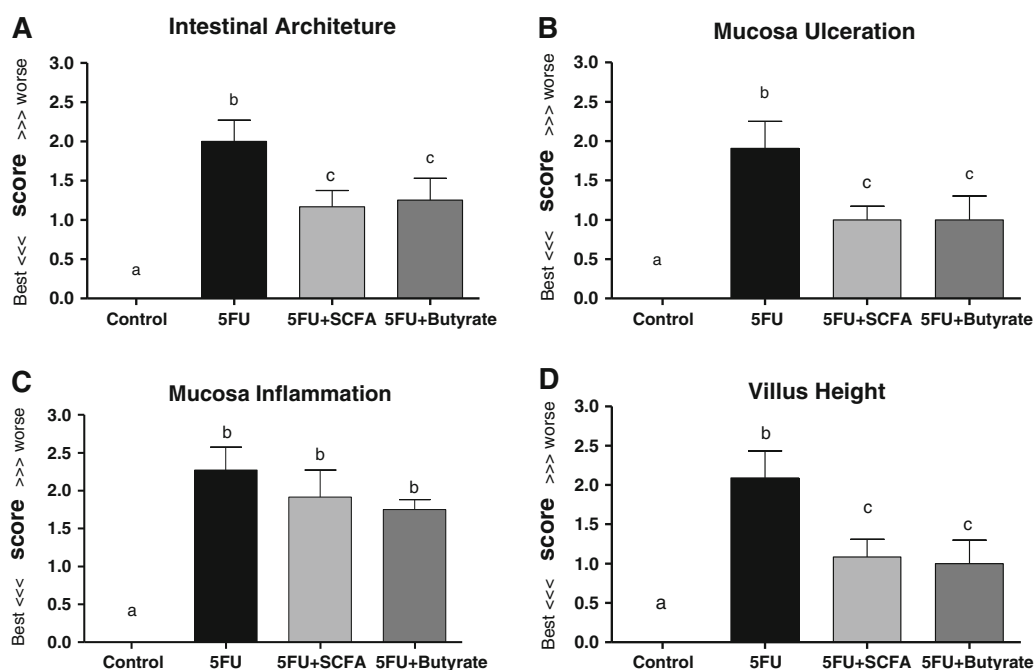 A
Intestinal Architeture
Best <<< score >>> worse
3.0
2.5
2.0
1.5
1.0
0.5
0.0
a
b
c
c
Control
5FU
5FU+SCFA
5FU+Butyrate
B
Mucosa Ulceration
Best <<< score >>> worse
3.0
2.5
2.0
1.5
1.0
0.5
0.0
a
b
c
c
Control
5FU
5FU+SCFA
5FU+Butyrate
C
Mucosa Inflammation
Best <<< score >>> worse
3.0
2.5
2.0
1.5
1.0
0.5
0.0
a
b
b
b
Control
5FU
5FU+SCFA
5FU+Butyrate
D
Villus Height
Best <<< score >>> worse
3.0
2.5
2.0
1.5
1.0
0.5
0.0
a
b
c
c
Control
5FU
5FU+SCFA
5FU+Butyrate